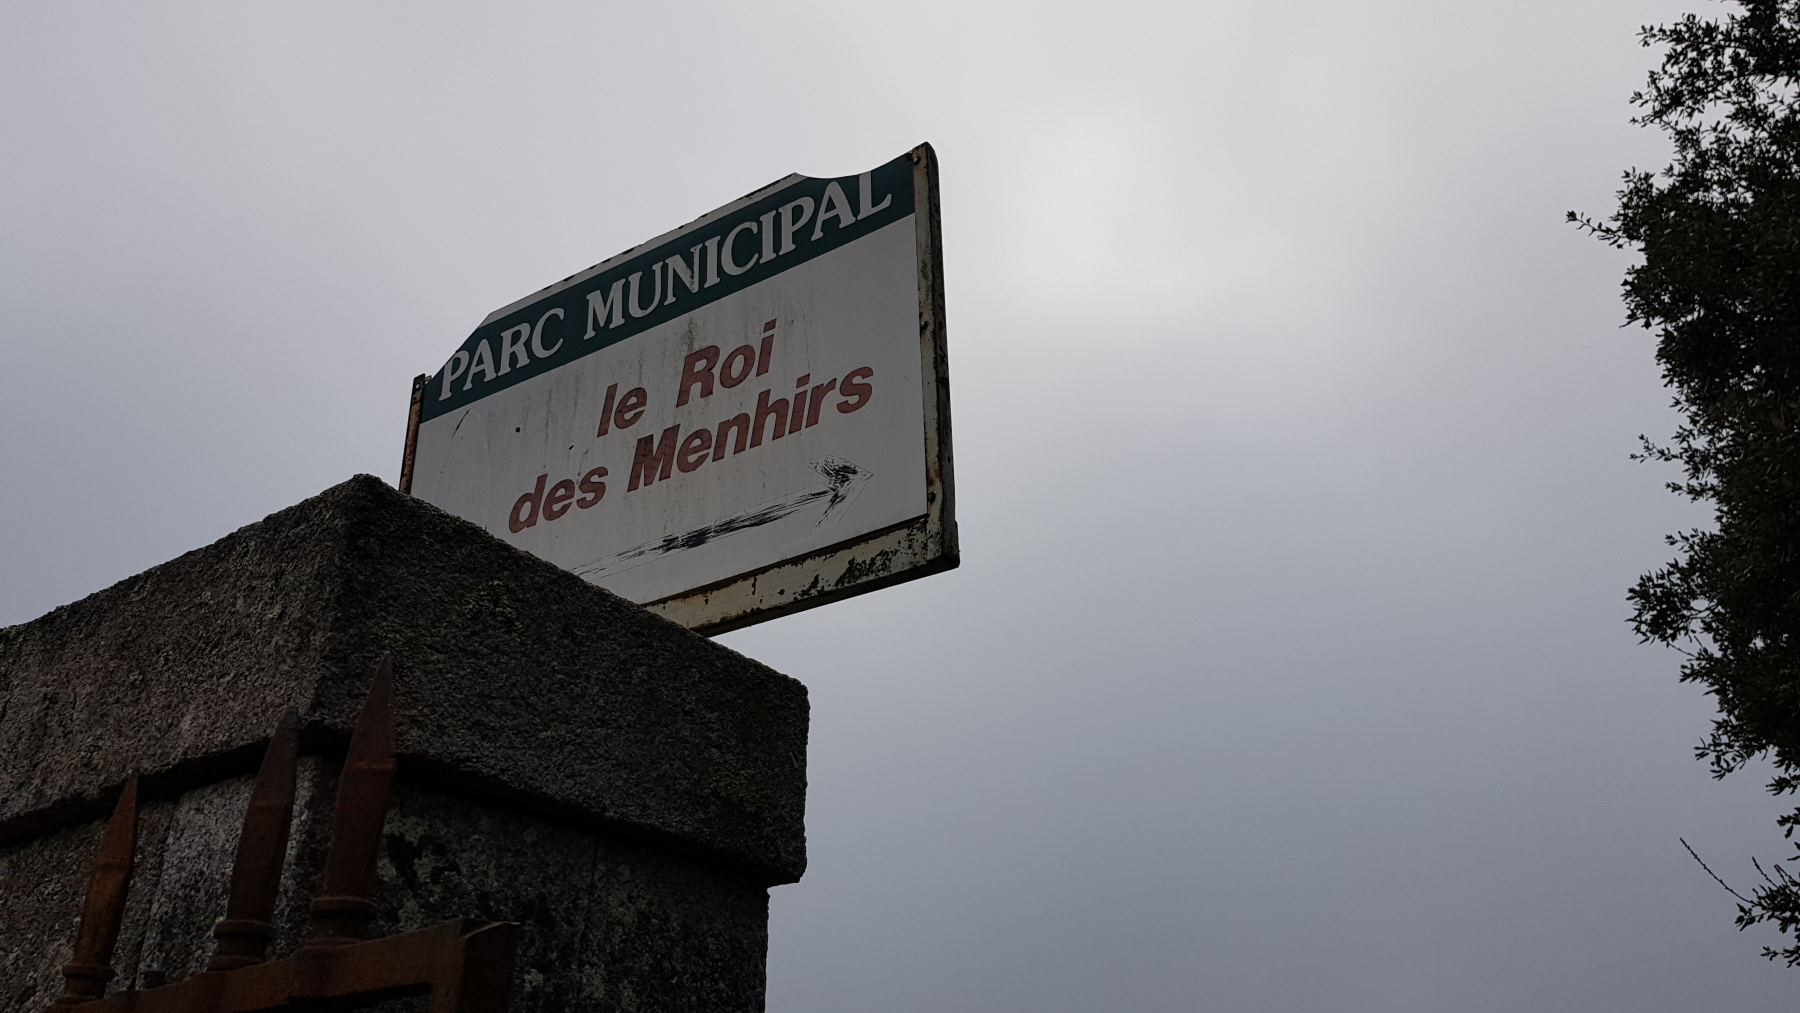 PARC MUNICIPAL
le Roi
des Menhirs